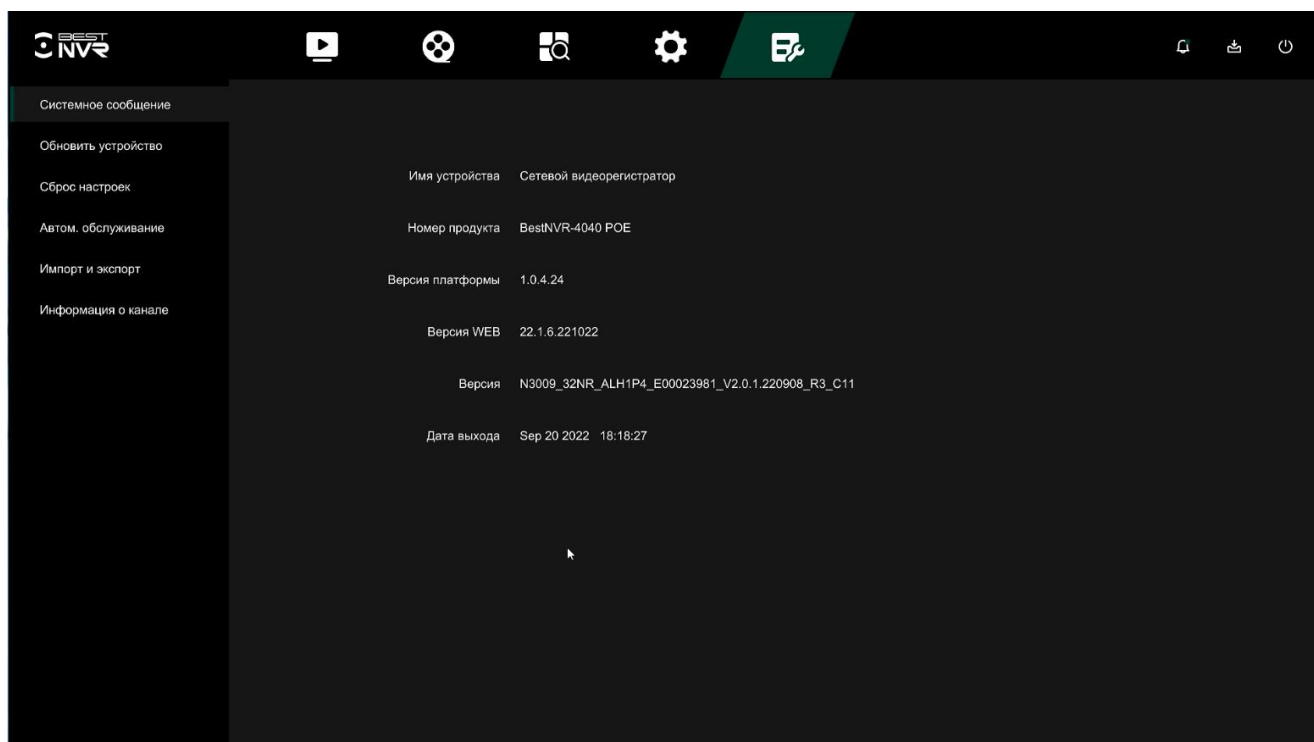 BEST
NVR
Системное сообщение
Обновить устройство
Сброс настроек
Автом. обслуживание
Импорт и экспорт
Информация о канале
Имя устройства Сетевой видеорегистратор
Номер продукта BestNVR-4040 POE
Версия платформы 1.0.4.24
Версия WEB 22.1.6.221022
Версия N3009_32NR_ALH1P4_E00023981_V2.0.1.220908_R3_C11
Дата выхода Sep 20 2022 18:18:27